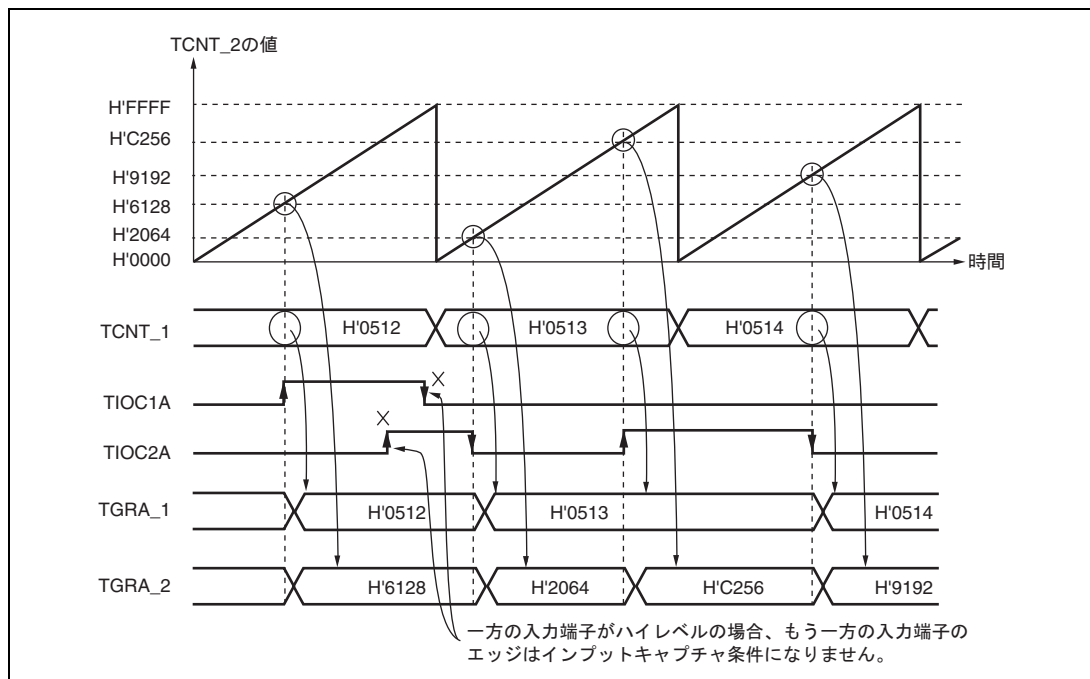 TCNT_2の値
H'FFFF
H'C256
H'9192
H'6128
H'2064
H'0000
時間
TCNT_1
H'0512
H'0513
H'0514
TIOC1A
X
X
TIOC2A
TGRA_1
H'0512
H'0513
H'0514
TGRA_2
H'6128
H'2064
H'C256
H'9192
一方の入力端子がハイレベルの場合、もう一方の入力端子の
エッジはインプットキャプチャ条件になりません。